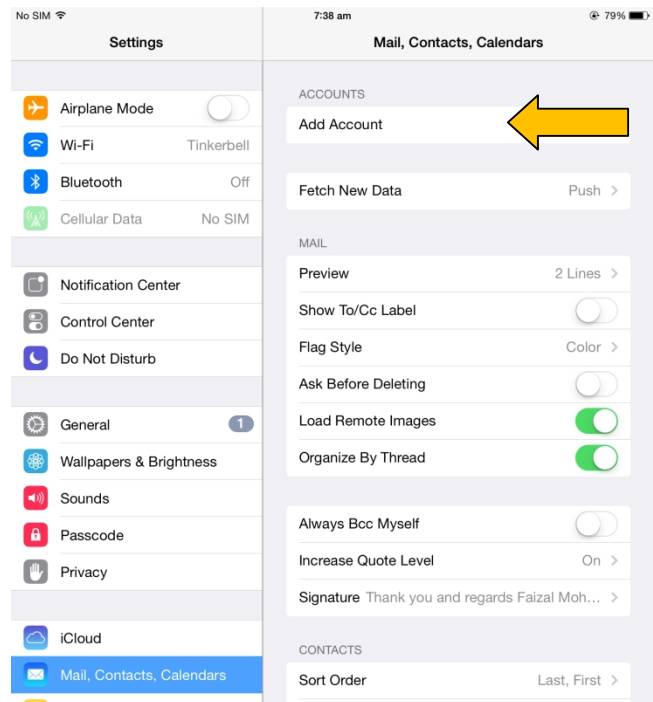 No SIM 7:38 am 79%
Settings
Airplane Mode
Wi-Fi Tinkerbell
Bluetooth Off
Cellular Data No SIM
Notification Center
Control Center
Do Not Disturb
General 1
Wallpapers & Brightness
Sounds
Passcode
Privacy
iCloud
Mail, Contacts, Calendars
Mail, Contacts, Calendars
ACCOUNTS
Add Account
Fetch New Data Push
MAIL
Preview 2 Lines
Show To/Cc Label
Flag Style Color
Ask Before Deleting
Load Remote Images
Organize By Thread
Always Bcc Myself
Increase Quote Level On
Signature Thank you and regards Faizal Moh...
CONTACTS
Sort Order Last, First